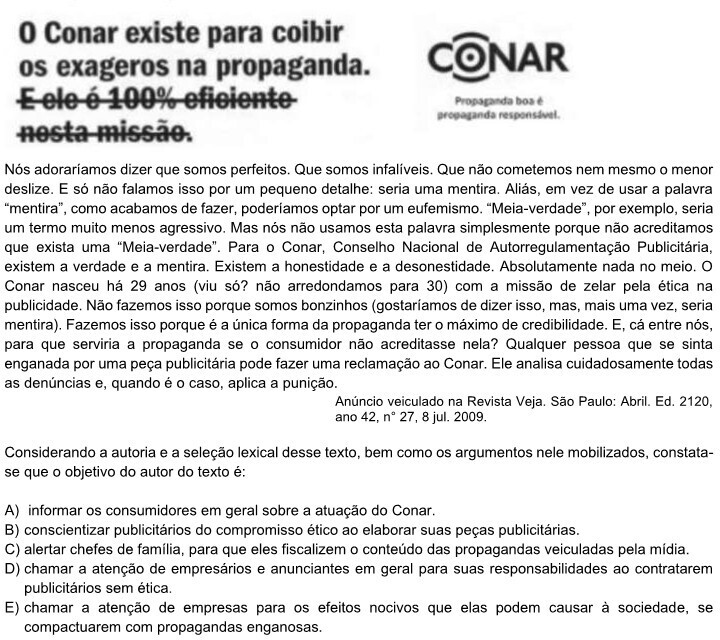 O Conar existe para coibir
os exageros na propaganda.
E ele é 100% eficiente
nesta missão.
CONAR
Propaganda boa é
propaganda responsável.
Nós adoraríamos dizer que somos perfeitos. Que somos infalíveis. Que não cometemos nem mesmo o menor
deslize. E só não falamos isso por um pequeno detalhe: seria uma mentira. Aliás, em vez de usar a palavra
“mentira”, como acabamos de fazer, poderíamos optar por um eufemismo. “Meia-verdade”, por exemplo, seria
um termo muito menos agressivo. Mas nós não usamos esta palavra simplesmente porque não acreditamos
que exista uma “Meia-verdade”. Para o Conar, Conselho Nacional de Autorregulamentação Publicitária,
existem a verdade e a mentira. Existem a honestidade e a desonestidade. Absolutamente nada no meio. O
Conar nasceu há 29 anos (viu só? não arredondamos para 30) com a missão de zelar pela ética na
publicidade. Não fazemos isso porque somos bonzinhos (gostaríamos de dizer isso, mas, mais uma vez, seria
mentira). Fazemos isso porque é a única forma da propaganda ter o máximo de credibilidade. E, cá entre nós,
para que serviria a propaganda se o consumidor não acreditasse nela? Qualquer pessoa que se sinta
enganada por uma peça publicitária pode fazer uma reclamação ao Conar. Ele analisa cuidadosamente todas
as denúncias e, quando é o caso, aplica a punição.
Anúncio veiculado na Revista Veja. São Paulo: Abril. Ed. 2120,
ano 42, n° 27, 8 jul. 2009.
Considerando a autoria e a seleção lexical desse texto, bem como os argumentos nele mobilizados, constata-
se que o objetivo do autor do texto é:
A) informar os consumidores em geral sobre a atuação do Conar.
B) conscientizar publicitários do compromisso ético ao elaborar suas peças publicitárias.
C) alertar chefes de família, para que eles fiscalizem o conteúdo das propagandas veiculadas pela mídia.
D) chamar a atenção de empresários e anunciantes em geral para suas responsabilidades ao contratarem
publicitários sem ética.
E) chamar a atenção de empresas para os efeitos nocivos que elas podem causar à sociedade, se
compactuarem com propagandas enganosas.